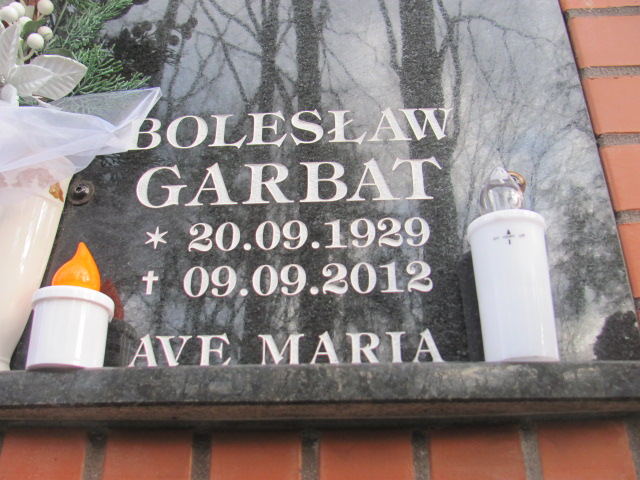 BOLESŁAW
GARBAT
* 20.09.1929
✝ 09.09.2012
AVE MARIA